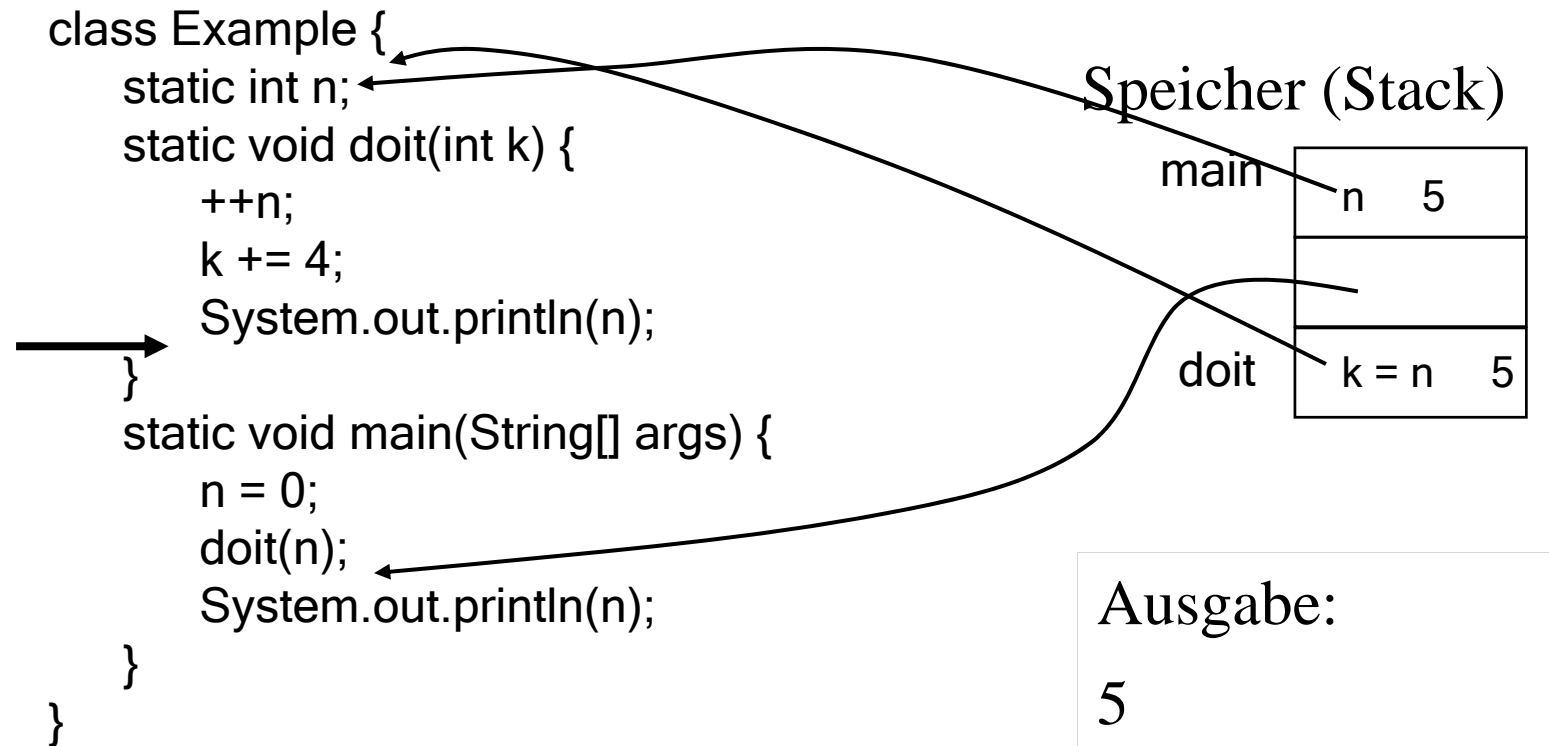 class Example {
static int n;
static void doit(int k) {
++n;
k += 4;
System.out.println(n);
}
static void main(String[] args) {
n = 0;
doit(n);
System.out.println(n);
}
}
Speicher (Stack)
main
n 5
doit
k = n 5
Ausgabe:
5